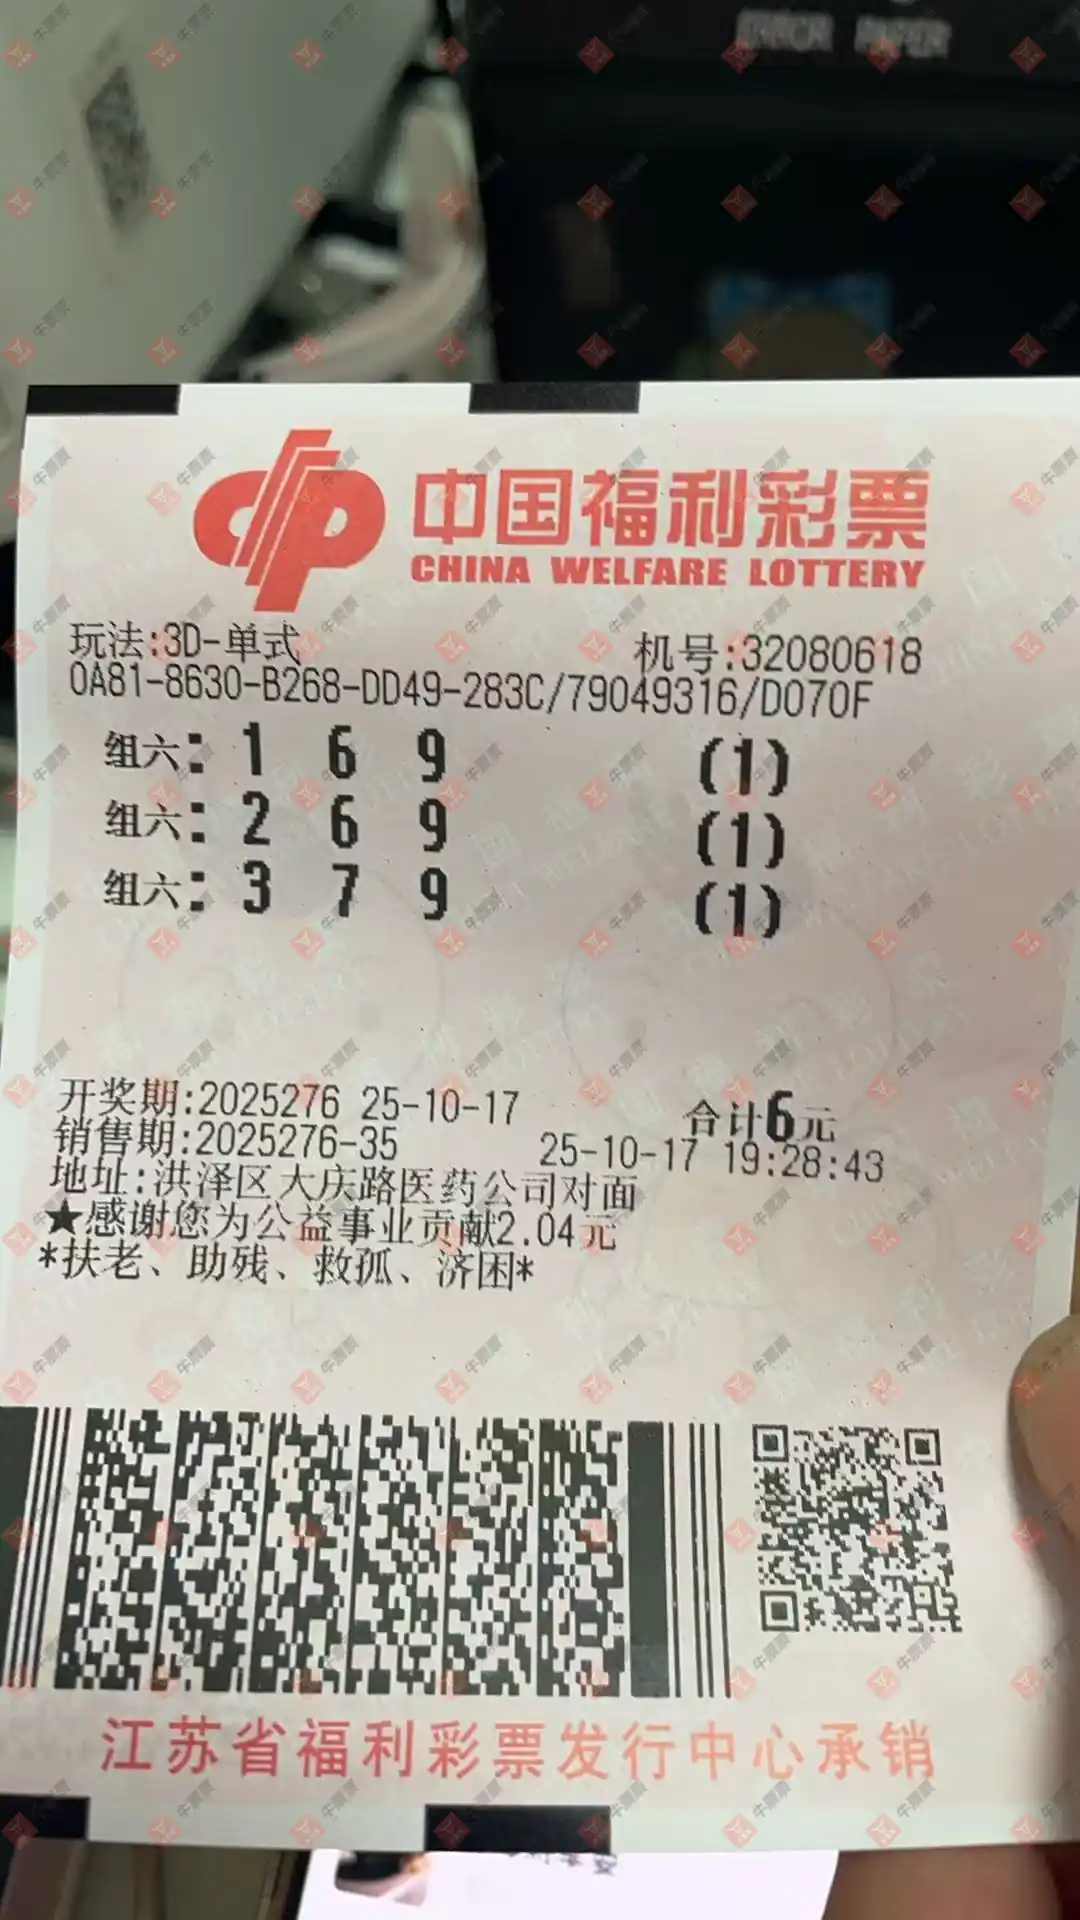 ERROR PAPER
中国福利彩票
CHINA WELFARE LOTTERY
玩法:3D-单式 机号:32080618
0A81-8630-B268-DD49-283C/79049316/D070F
组六: 1 6 9 (1)
组六: 2 6 9 (1)
组六: 3 7 9 (1)
开奖期:2025276 25-10-17 合计6元
销售期:2025276-35 25-10-17 19:28:43
地址:洪泽区大庆路医药公司对面
★感谢您为公益事业贡献2.04元
*扶老、助残、救孤、济困*
江苏省福利彩票发行中心承销